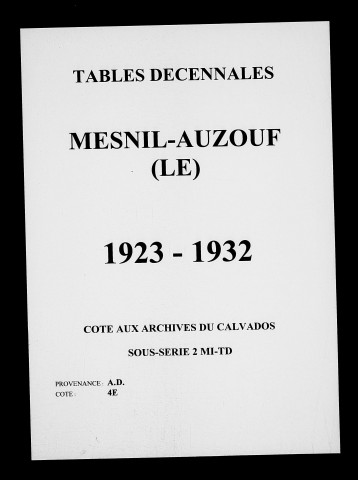 TABLES DECENNALES
MESNIL-AUZOUF
(LE)
1923 - 1932
COTE AUX ARCHIVES DU CALVADOS
SOUS-SERIE 2 MI-TD
PROVENANCE : A.D.
COTE : 4E